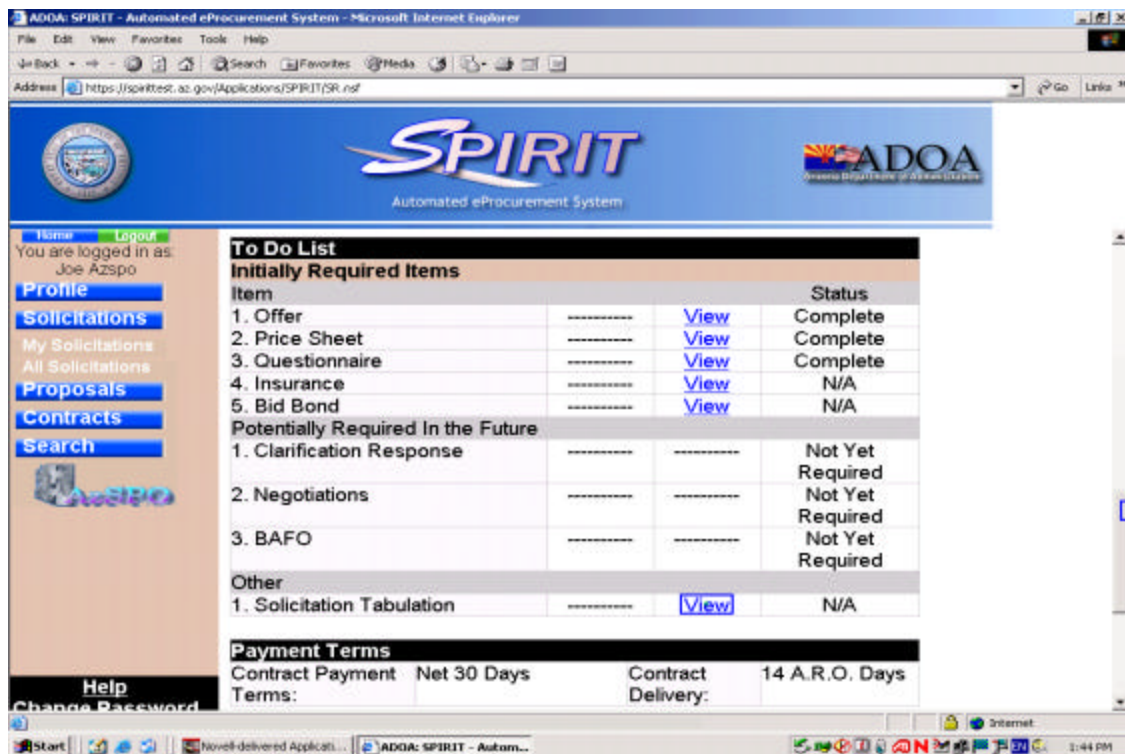 ADOA: SPIRIT - Automated eProcurement System - Microsoft Internet Explorer
File Edit View Favorites Tools Help
Back Search Favorites Media
Address https://spirittest.az.gov/Applications/SPIRIT/SR.nsf Go Links
SPIRIT
Automated eProcurement System
ADOA
Arizona Department of Administration
Home Logout
You are logged in as:
Joe Azspo
Profile
Solicitations
My Solicitations
All Solicitations
Proposals
Contracts
Search
AzSPO
Help
Change Password
To Do List
Initially Required Items
Item Status
1. Offer ---------- View Complete
2. Price Sheet ---------- View Complete
3. Questionnaire ---------- View Complete
4. Insurance ---------- View N/A
5. Bid Bond ---------- View N/A
Potentially Required In the Future
1. Clarification Response ---------- ---------- Not Yet
Required
2. Negotiations ---------- ---------- Not Yet
Required
3. BAFO ---------- ---------- Not Yet
Required
Other
1. Solicitation Tabulation ---------- View N/A
Payment Terms
Contract Payment Net 30 Days Contract 14 A.R.O. Days
Terms: Delivery:
Internet
Start Novell-delivered Applicati... ADOA: SPIRIT - Autom... 1:44 PM